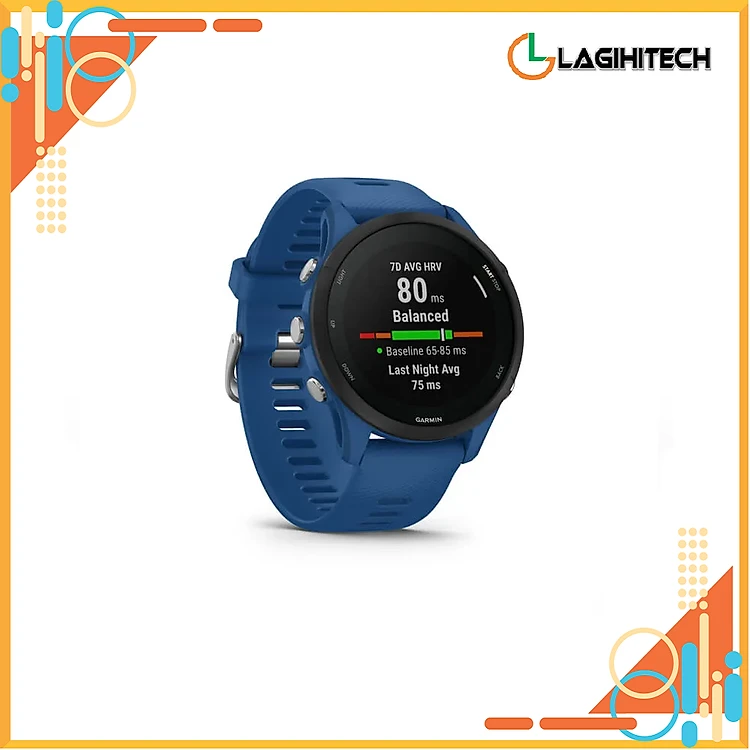 LAGIHITECH
7D AVG HRV
START STOP
LIGHT
80 ms
Balanced
UP
Baseline 65-85 ms
DOWN
Last Night Avg
BACK
75 ms
GARMIN